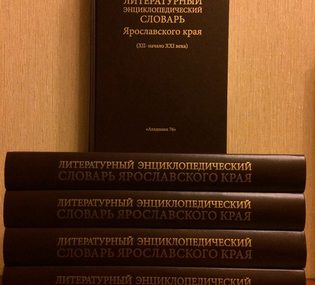 ЛИТЕРАТУРНЫЙ
ЭНЦИКЛОПЕДИЧЕСКИЙ
СЛОВАРЬ
Ярославского края
(XII- начало XXI века)
«Академия 76»
ЛИТЕРАТУРНЫЙ ЭНЦИКЛОПЕДИЧЕСКИЙ
СЛОВАРЬ ЯРОСЛАВСКОГО КРАЯ
ЛИТЕРАТУРНЫЙ ЭНЦИКЛОПЕДИЧЕСКИЙ
СЛОВАРЬ ЯРОСЛАВСКОГО КРАЯ
ЛИТЕРАТУРНЫЙ ЭНЦИКЛОПЕДИЧЕСКИЙ
СЛОВАРЬ ЯРОСЛАВСКОГО КРАЯ
ЛИТЕРАТУРНЫЙ ЭНЦИКЛОПЕДИЧЕСКИЙ